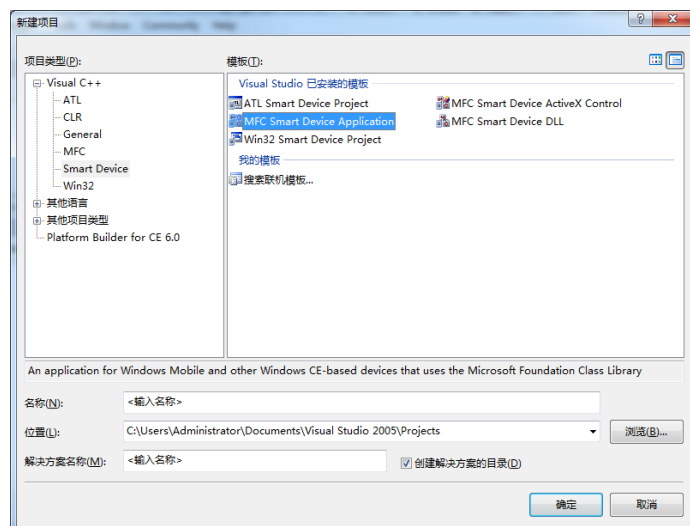 新建项目
Window Community Help
项目类型(P):
模板(T):
Visual C++
ATL
CLR
General
MFC
Smart Device
Win32
其他语言
其他项目类型
Platform Builder for CE 6.0
Visual Studio 已安装的模板
ATL Smart Device Project
MFC Smart Device ActiveX Control
MFC Smart Device Application
MFC Smart Device DLL
Win32 Smart Device Project
我的模板
搜索联机模板...
An application for Windows Mobile and other Windows CE-based devices that uses the Microsoft Foundation Class Library
名称(N):
<输入名称>
位置(L):
C:\Users\Administrator\Documents\Visual Studio 2005\Projects
浏览(B)...
解决方案名称(M):
<输入名称>
创建解决方案的目录(D)
确定
取消